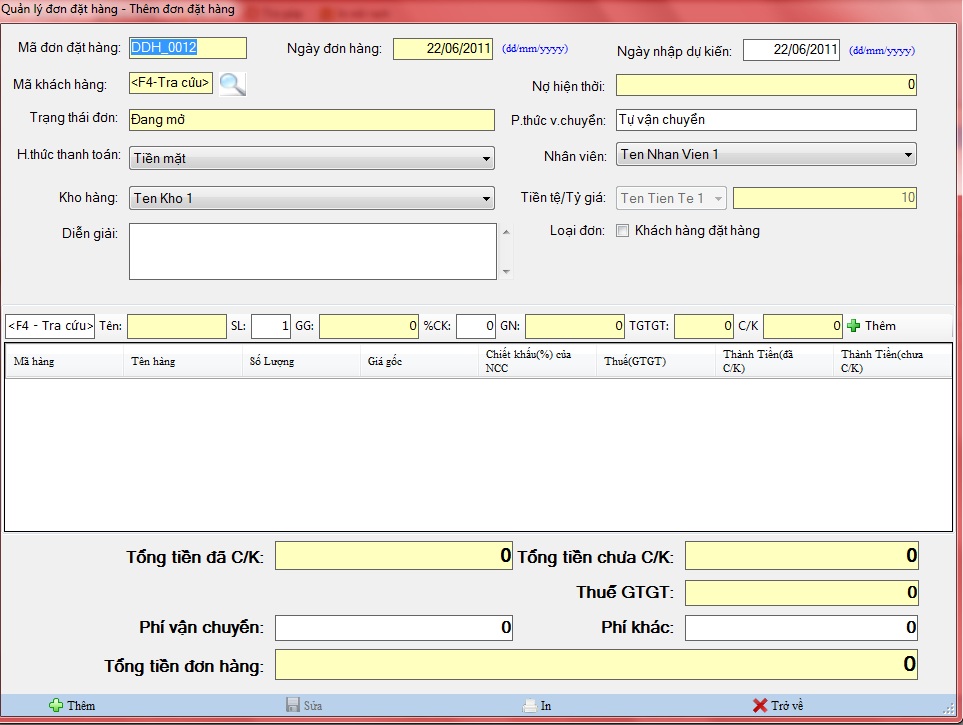 Quản lý đơn đặt hàng - Thêm đơn đặt hàng
Mã đơn đặt hàng: DDH_0012 Ngày đơn hàng: 22/06/2011 (dd/mm/yyyy) Ngày nhập dự kiến: 22/06/2011 (dd/mm/yyyy)
Mã khách hàng: <F4-Tra cứu> Nợ hiện thời: 0
Trạng thái đơn: Đang mở P.thức v.chuyển: Tự vận chuyển
H.thức thanh toán: Tiền mặt Nhân viên: Ten Nhan Vien 1
Kho hàng: Ten Kho 1 Tiền tệ/Tỷ giá: Ten Tien Te 1 10
Diễn giải: Loại đơn: Khách hàng đặt hàng
<F4 - Tra cứu> Tên: SL: 1 GG: 0 %CK: 0 GN: 0 TGTGT: 0 C/K 0 Thêm
Mã hàng Tên hàng Số Lượng Giá gốc Chiết khấu(%) của Thuế(GTGT) Thành Tiền(đã Thành Tiền(chưa
NCC C/K) C/K)
Tổng tiền đã C/K: 0 Tổng tiền chưa C/K: 0
Thuế GTGT: 0
Phí vận chuyển: 0 Phí khác: 0
Tổng tiền đơn hàng: 0
Thêm Sửa In Trở về